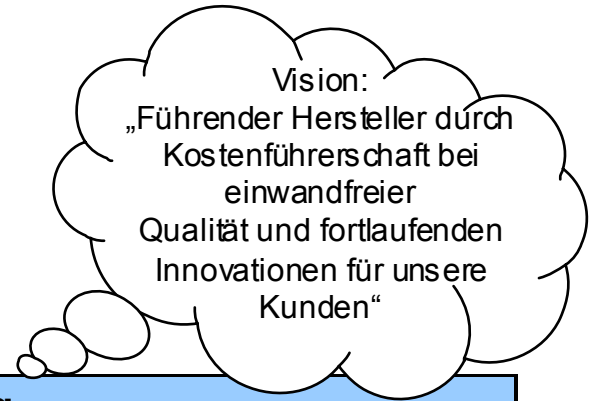 Vision:
„Führender Hersteller durch
Kostenführerschaft bei
einwandfreier
Qualität und fortlaufenden
Innovationen für unsere
Kunden“